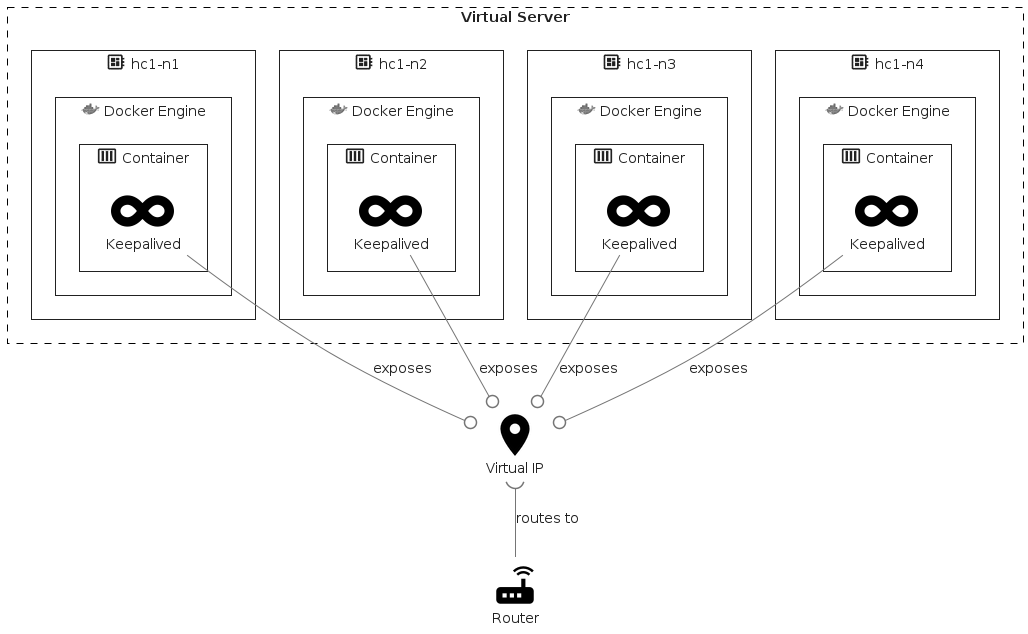 Virtual Server
hc1-n1
hc1-n2
hc1-n3
hc1-n4
Docker Engine
Docker Engine
Docker Engine
Docker Engine
Container
Container
Container
Container
Keepalived
Keepalived
Keepalived
Keepalived
exposes
exposes
exposes
exposes
Virtual IP
routes to
Router